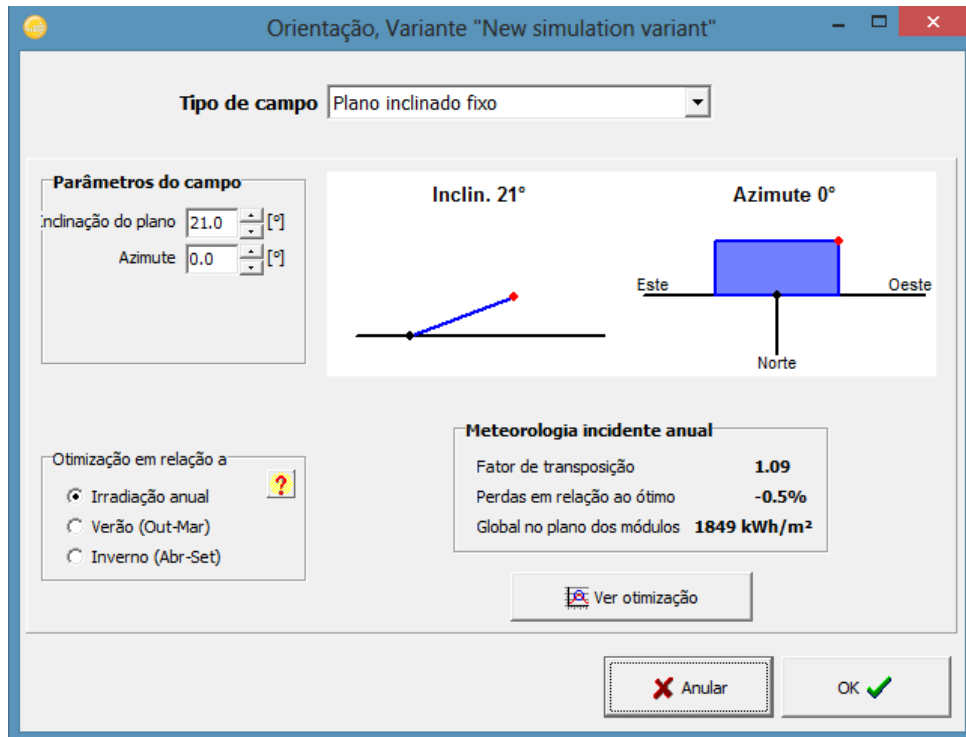 Orientação, Variante "New simulation variant"
Tipo de campo Plano inclinado fixo
Parâmetros do campo
Inclinação do plano 21.0 [º]
Azimute 0.0 [º]
Inclin. 21°
Azimute 0°
Este
Oeste
Norte
Otimização em relação a
?
Irradiação anual
Verão (Out-Mar)
Inverno (Abr-Set)
Meteorologia incidente anual
Fator de transposição 1.09
Perdas em relação ao ótimo -0.5%
Global no plano dos módulos 1849 kWh/m²
Ver otimização
Anular
OK